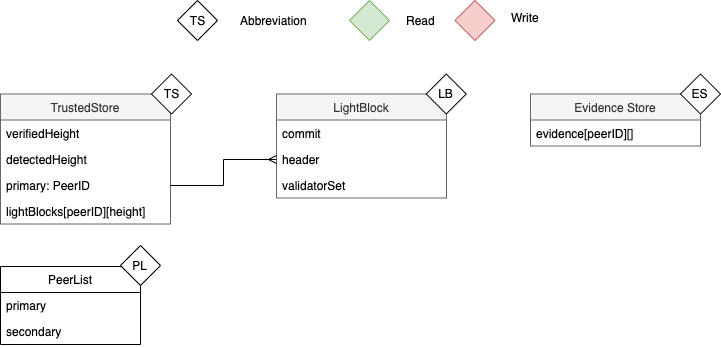 TS
Abbreviation
Read
Write
TS
TrustedStore
verifiedHeight
detectedHeight
primary: PeerID
lightBlocks[peerID][height]
LB
LightBlock
commit
header
validatorSet
ES
Evidence Store
evidence[peerID][]
PL
PeerList
primary
secondary